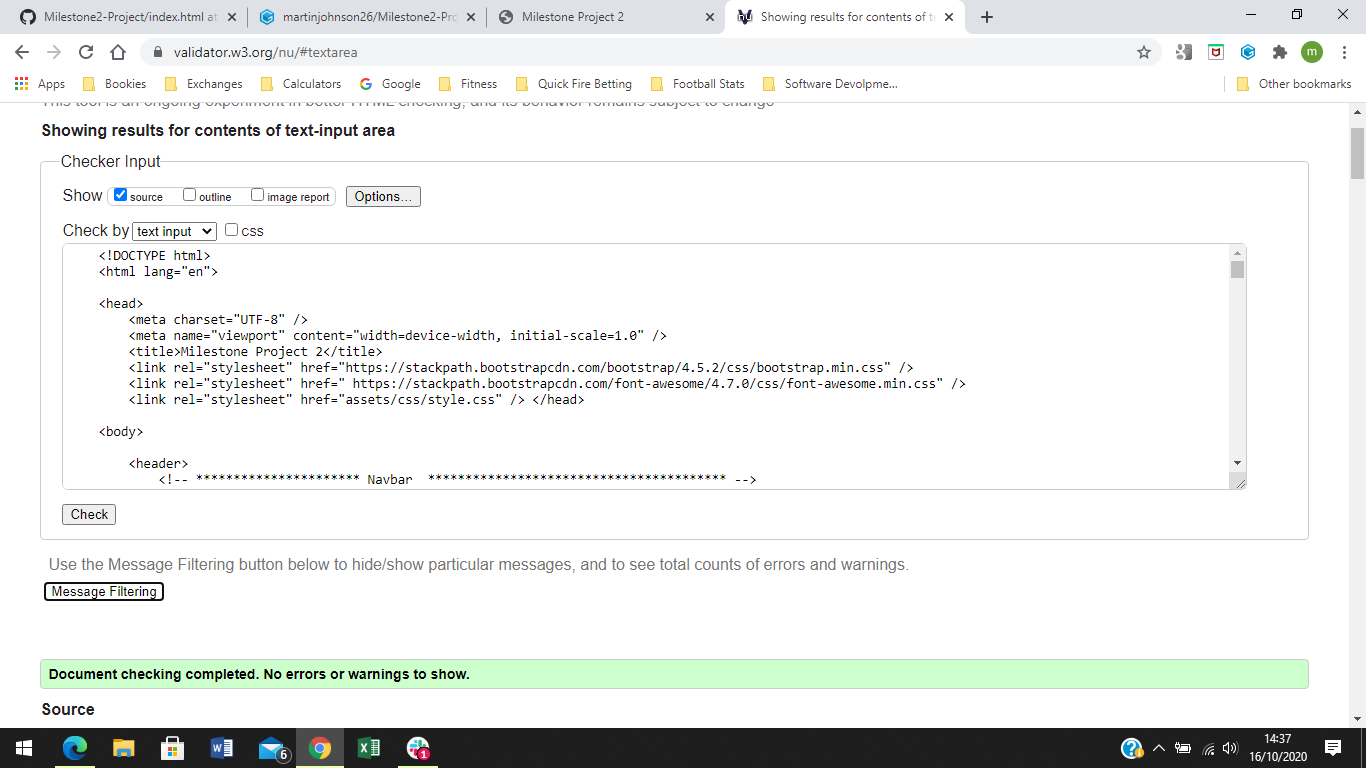 Milestone2-Project/index.html at
martinjohnson26/Milestone2-Pro
Milestone Project 2
Showing results for contents of t
validator.w3.org/nu/#textarea
m
Apps
Bookies
Exchanges
Calculators
Google
Fitness
Quick Fire Betting
Football Stats
Software Devolpme...
Other bookmarks
This tool is an ongoing experiment in better HTML checking, and its behavior remains subject to change
Showing results for contents of text-input area
Checker Input
Show source outline image report Options...
Check by text input css
<!DOCTYPE html>
<html lang="en">
<head>
<meta charset="UTF-8" />
<meta name="viewport" content="width=device-width, initial-scale=1.0" />
<title>Milestone Project 2</title>
<link rel="stylesheet" href="https://stackpath.bootstrapcdn.com/bootstrap/4.5.2/css/bootstrap.min.css" />
<link rel="stylesheet" href=" https://stackpath.bootstrapcdn.com/font-awesome/4.7.0/css/font-awesome.min.css" />
<link rel="stylesheet" href="assets/css/style.css" /> </head>
<body>
<header>
<!-- ********************** Navbar **************************************** -->
Check
Use the Message Filtering button below to hide/show particular messages, and to see total counts of errors and warnings.
Message Filtering
Document checking completed. No errors or warnings to show.
Source
6
1
14:37
16/10/2020